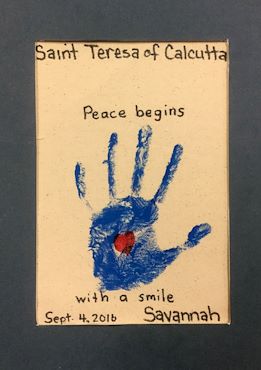 Saint Teresa of Calcutta
Peace begins
with a smile
Sept. 4, 2016 Savannah